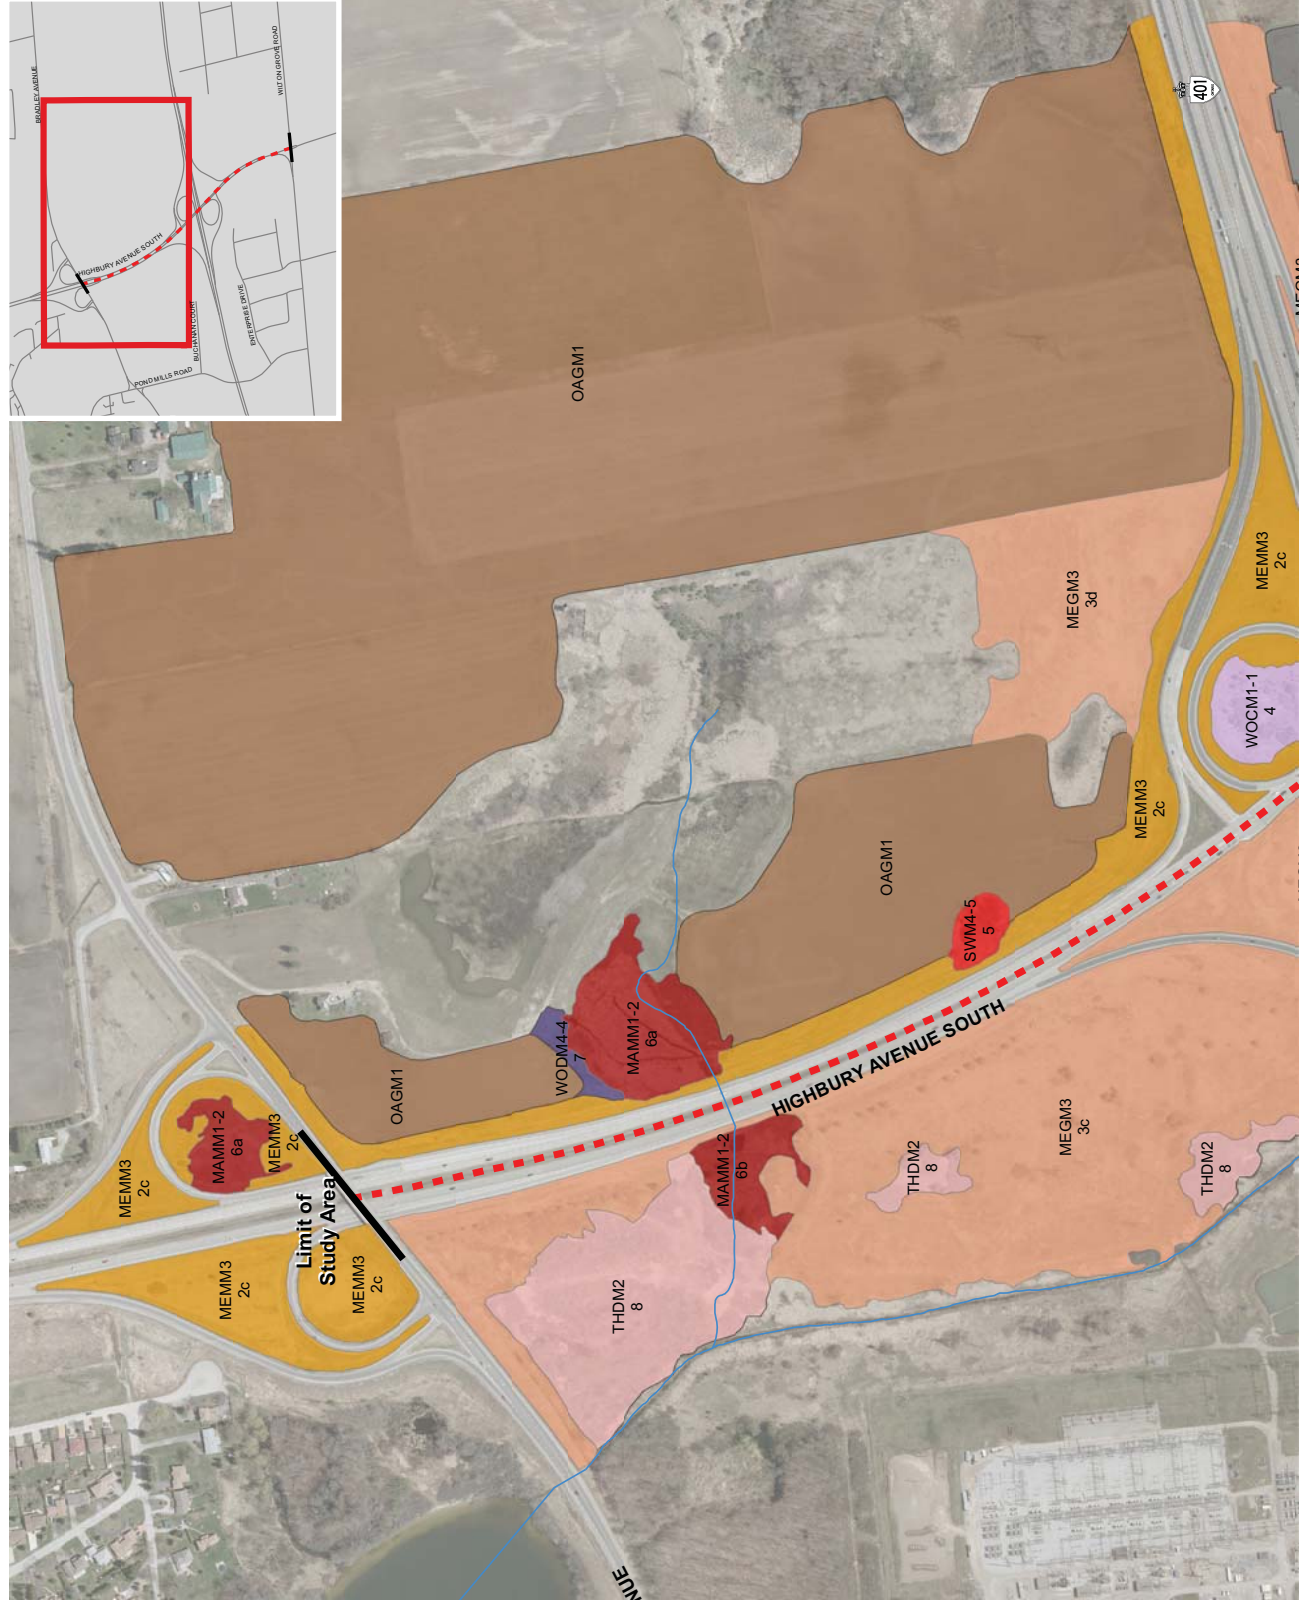 BRADLEY AVENUE
WILTON GROVE ROAD
HIGHBURY AVENUE SOUTH
BUCHANAN COURT
ENTERPRISE DRIVE
POND MILLS ROAD
401
OAGM1
MEGM3
3d
MEMM3
2c
WOCM1-1
4
MEMM3
2c
OAGM1
SWM4-5
5
MAMM1-2
6a
WODM4-4
7
OAGM1
MAMM1-2
6a
MEMM3
2c
MEMM3
2c
Limit of
Study Area
HIGHBURY AVENUE SOUTH
MEMM3
2c
MEMM3
2c
MAMM1-2
6b
THDM2
8
MEGM3
3c
THDM2
8
THDM2
8